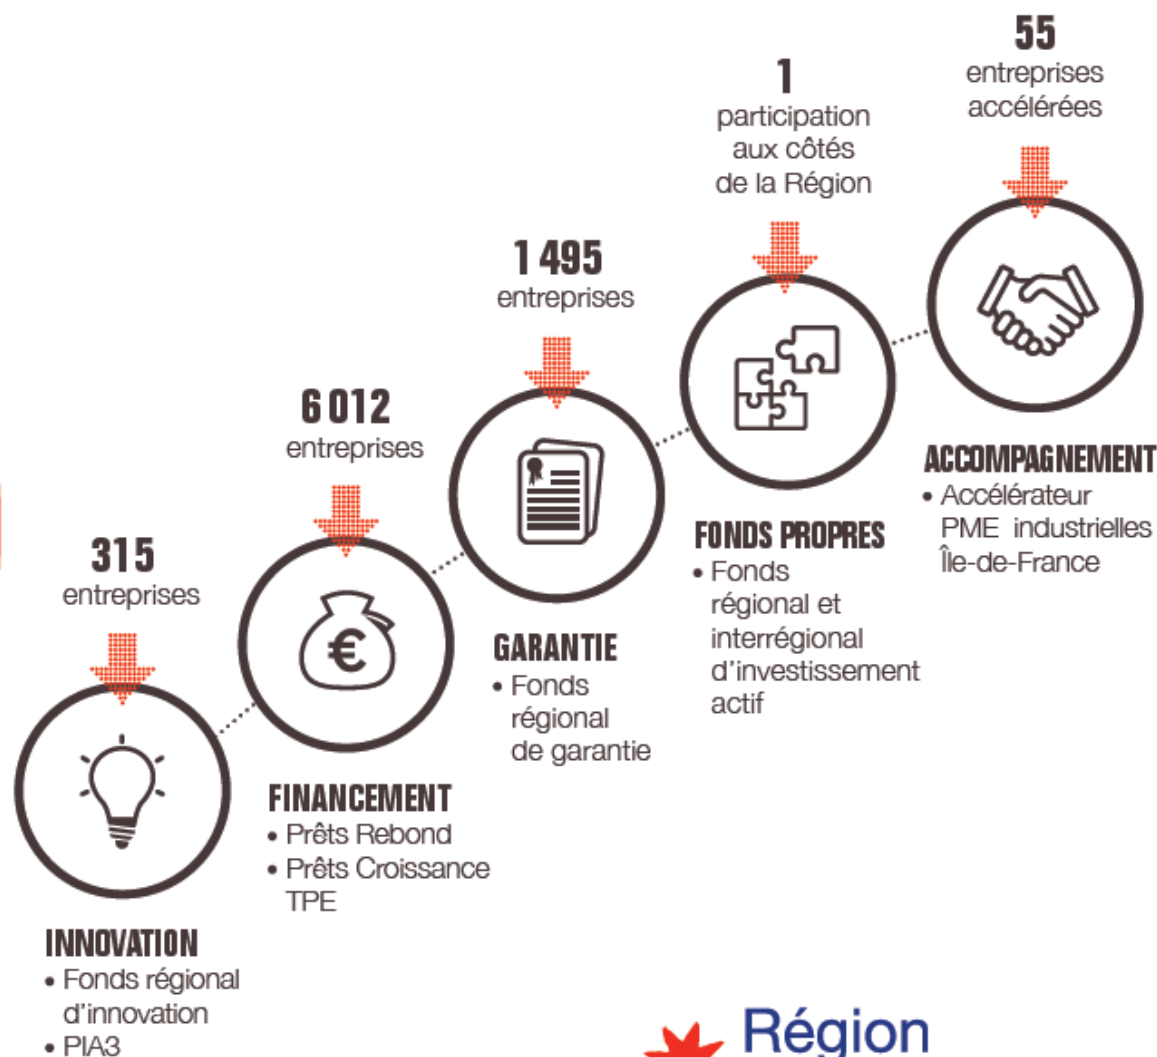 55
entreprises
accélérées
1
participation
aux côtés
de la Région
1 495
entreprises
6 012
entreprises
315
entreprises
€
ACCOMPAGNEMENT
• Accélérateur
PME industrielles
Île-de-France
FONDS PROPRES
• Fonds
régional et
interrégional
d'investissement
actif
GARANTIE
• Fonds
régional
de garantie
FINANCEMENT
• Prêts Rebond
• Prêts Croissance
TPE
INNOVATION
• Fonds régional
d'innovation
• PIA3
Région